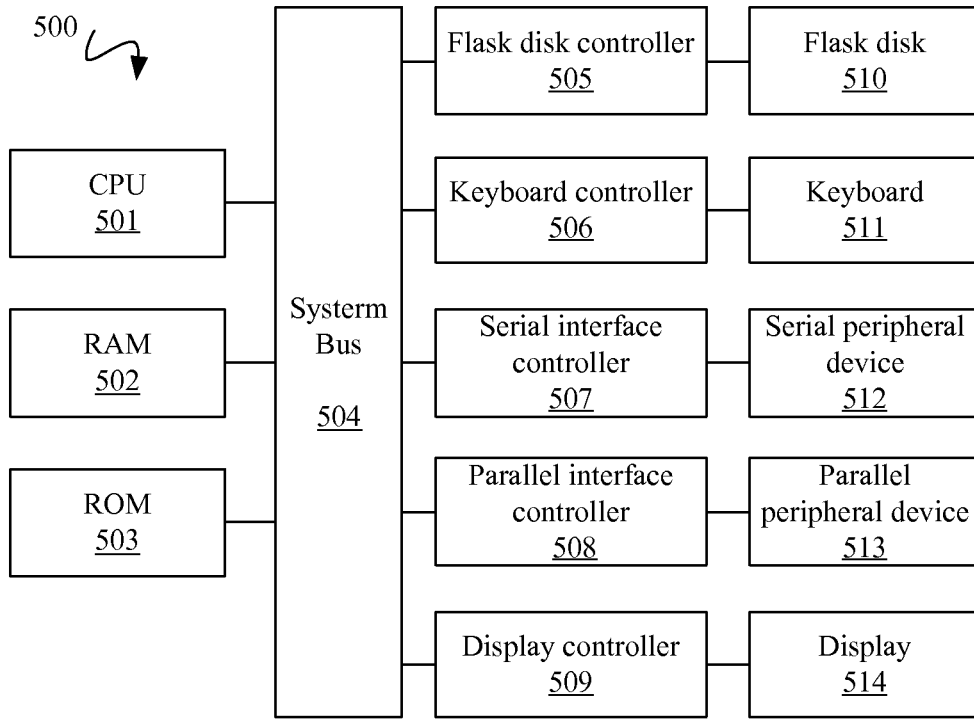 500
CPU
501
RAM
502
ROM
503
Systerm
Bus
504
Flask disk controller
505
Keyboard controller
506
Serial interface
controller
507
Parallel interface
controller
508
Display controller
509
Flask disk
510
Keyboard
511
Serial peripheral
device
512
Parallel
peripheral device
513
Display
514